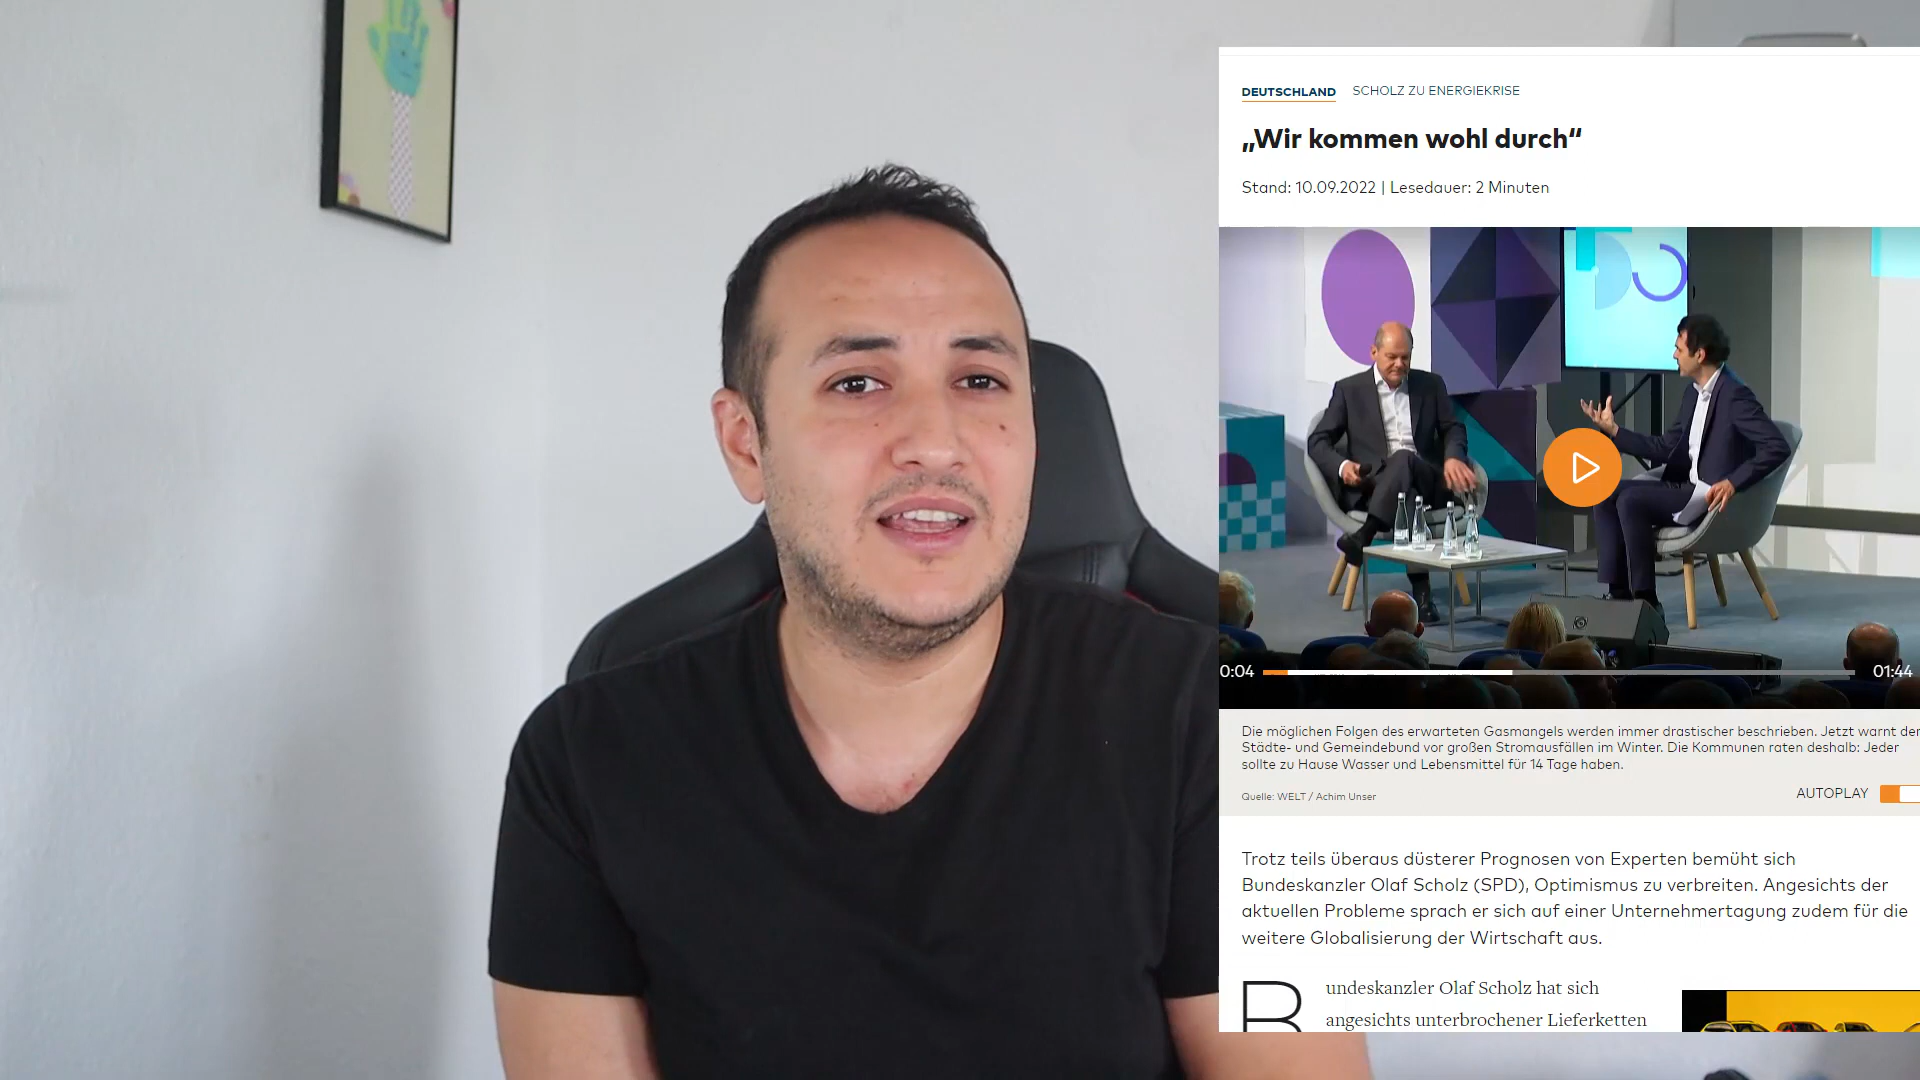 DEUTSCHLAND SCHOLZ ZU ENERGIEKRISE
„Wir kommen wohl durch“
Stand: 10.09.2022 | Lesedauer: 2 Minuten
0:04 01:44
Die möglichen Folgen des erwarteten Gasmangels werden immer drastischer beschrieben. Jetzt warnt der
Städte- und Gemeindebund vor großen Stromausfällen im Winter. Die Kommunen raten deshalb: Jeder
sollte zu Hause Wasser und Lebensmittel für 14 Tage haben.
AUTOPLAY
Quelle: WELT / Achim Unser
Trotz teils überaus düsterer Prognosen von Experten bemüht sich
Bundeskanzler Olaf Scholz (SPD), Optimismus zu verbreiten. Angesichts der
aktuellen Probleme sprach er sich auf einer Unternehmertagung zudem für die
weitere Globalisierung der Wirtschaft aus.
Bundeskanzler Olaf Scholz hat sich
angesichts unterbrochener Lieferketten